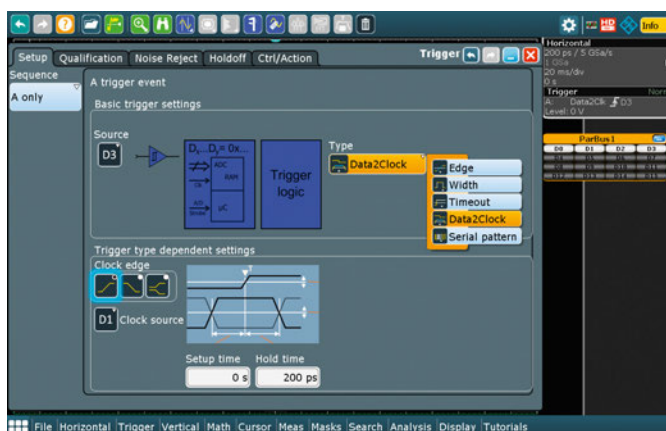 Info
Setup Qualification Noise Reject Holdoff Ctrl/Action Trigger
Sequence
A only
A trigger event
Basic trigger settings
Source
D3
ADC
RAM
μC
Trigger logic
Type
Data2Clock
Edge
Width
Timeout
Data2Clock
Serial pattern
Trigger type dependent settings
Clock edge
D1 Clock source
Setup time Hold time
0 s 200 ps
Horizontal
200 ps / 5 GSa/s
1 GSa
20 ms/div
0 s
Trigger
A: Data2Clk D3
Level: 0 V
ParBus1
D0 D1 D2 D3
File Horizontal Trigger Vertical Math Cursor Meas Masks Search Analysis Display Tutorials